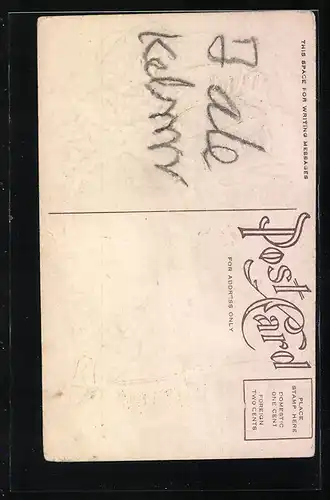 THIS SPACE FOR WRITING MESSAGES
POST CARD
FOR ADDRESS ONLY
PLACE
STAMP HERE
DOMESTIC
ONE CENT
FOREIGN
TWO CENTS